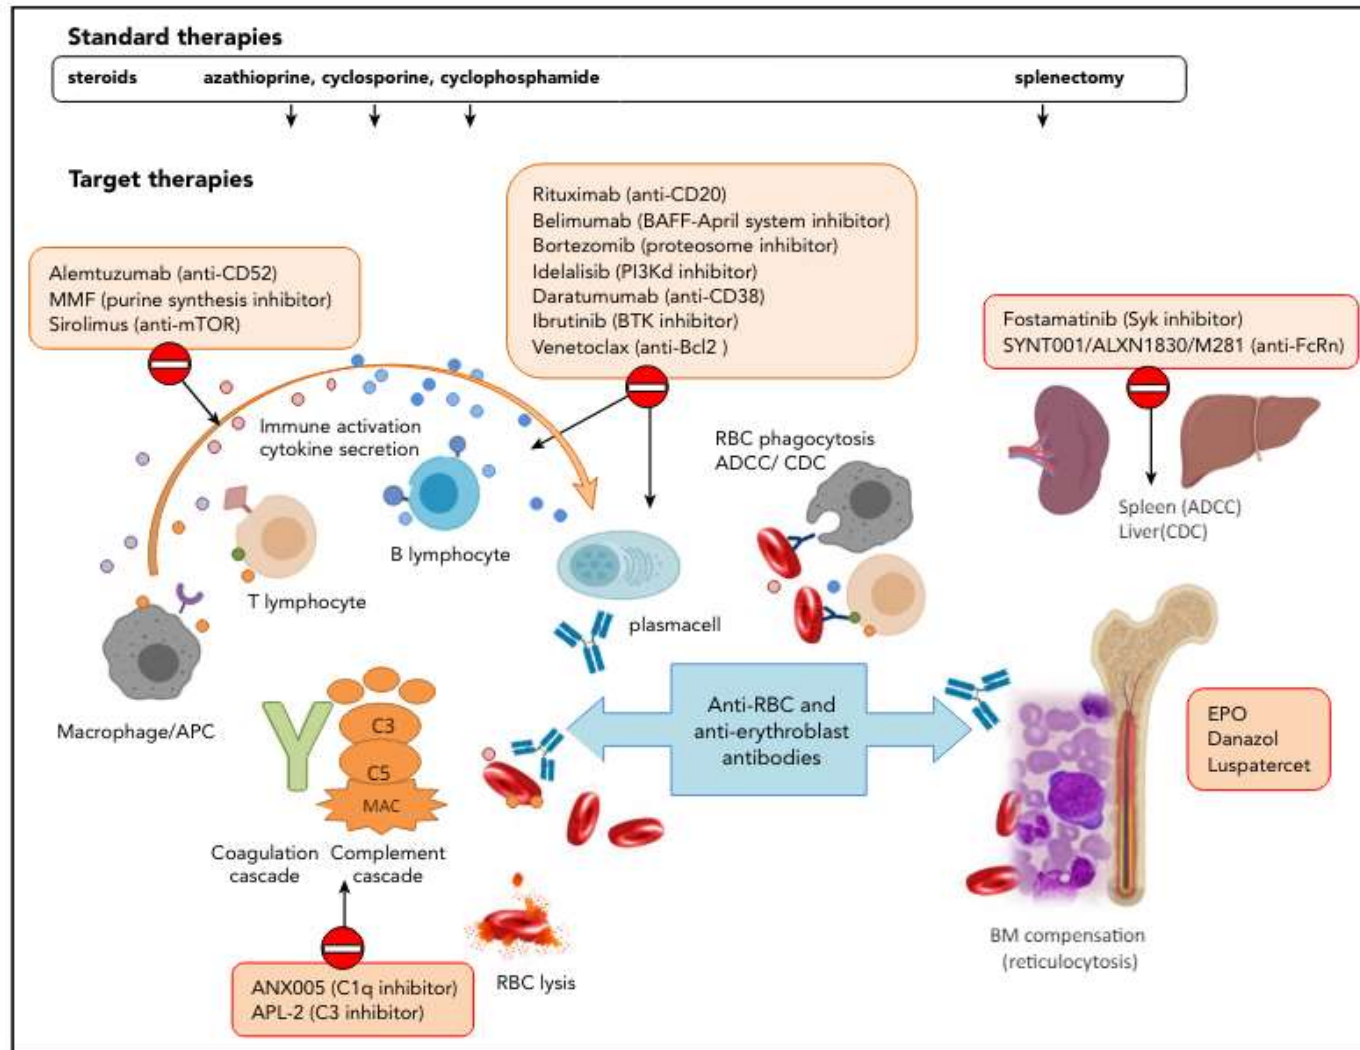 Standard therapies
steroids azathioprine, cyclosporine, cyclophosphamide splenectomy
Target therapies
Rituximab (anti-CD20)
Belimumab (BAFF-April system inhibitor)
Bortezomib (proteosome inhibitor)
Idelalisib (PI3Kd inhibitor)
Daratumumab (anti-CD38)
Ibrutinib (BTK inhibitor)
Venetoclax (anti-Bcl2 )
Alemtuzumab (anti-CD52)
MMF (purine synthesis inhibitor)
Sirolimus (anti-mTOR)
Fostamatinib (Syk inhibitor)
SYNT001/ALXN1830/M281 (anti-FcRn)
Immune activation
cytokine secretion
RBC phagocytosis
ADCC/ CDC
Spleen (ADCC)
Liver(CDC)
B lymphocyte
T lymphocyte
plasmacell
Macrophage/APC
Anti-RBC and
anti-erythroblast
antibodies
EPO
Danazol
Luspatercet
C3
C5
MAC
Coagulation
cascade
Complement
cascade
RBC lysis
BM compensation
(reticulocytosis)
ANX005 (C1q inhibitor)
APL-2 (C3 inhibitor)